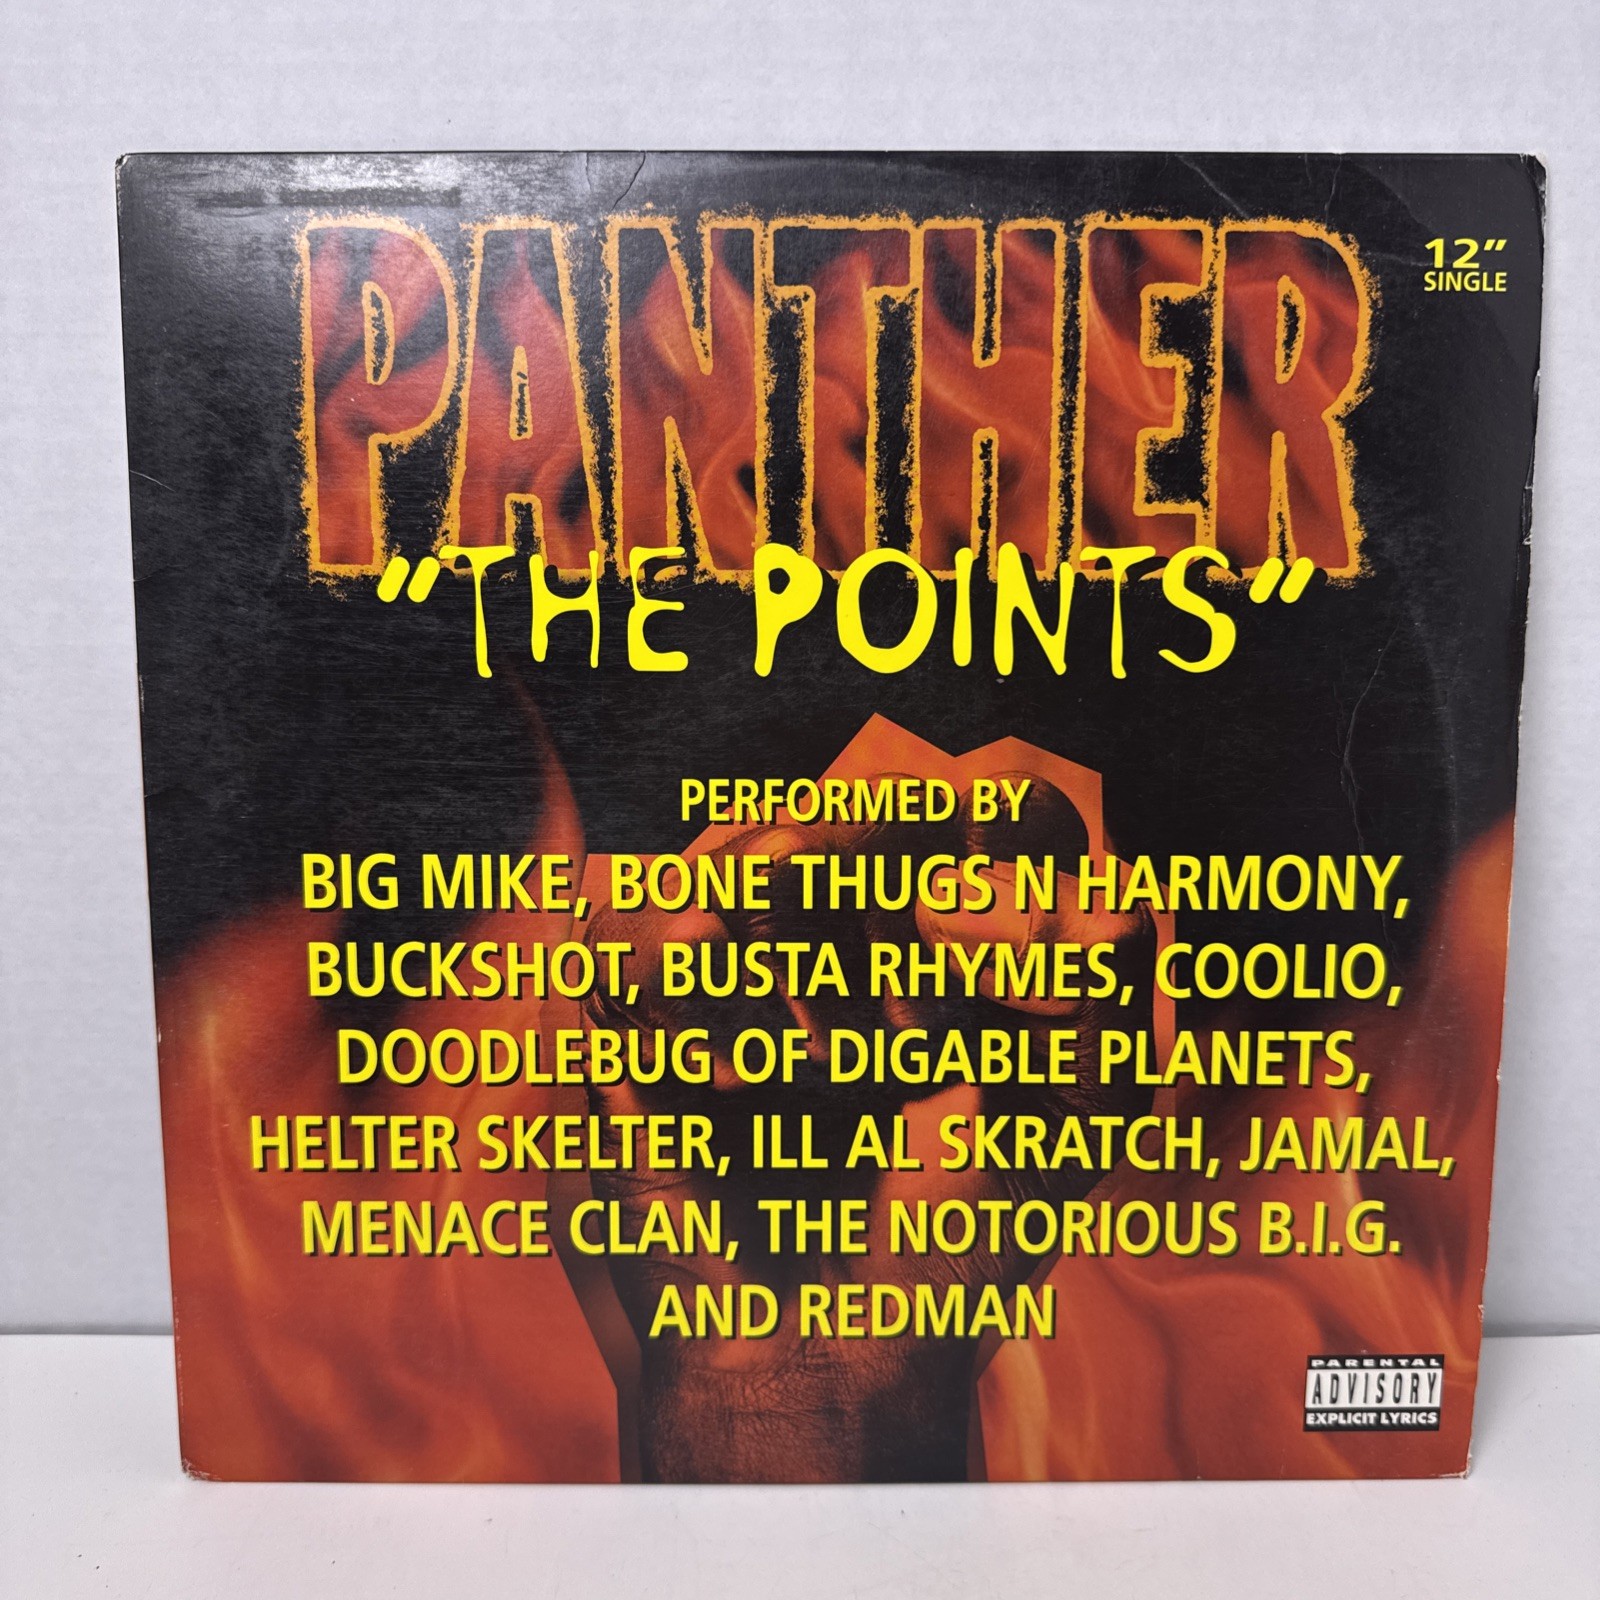 PANTHER
12"
SINGLE
"THE POINTS"
PERFORMED BY
BIG MIKE, BONE THUGS N HARMONY,
BUCKSHOT, BUSTA RHYMES, COOLIO,
DOODLEBUG OF DIGABLE PLANETS,
HELTER SKELTER, ILL AL SKRATCH, JAMAL,
MENACE CLAN, THE NOTORIOUS B.I.G.
AND REDMAN
PARENTAL
ADVISORY
EXPLICIT LYRICS